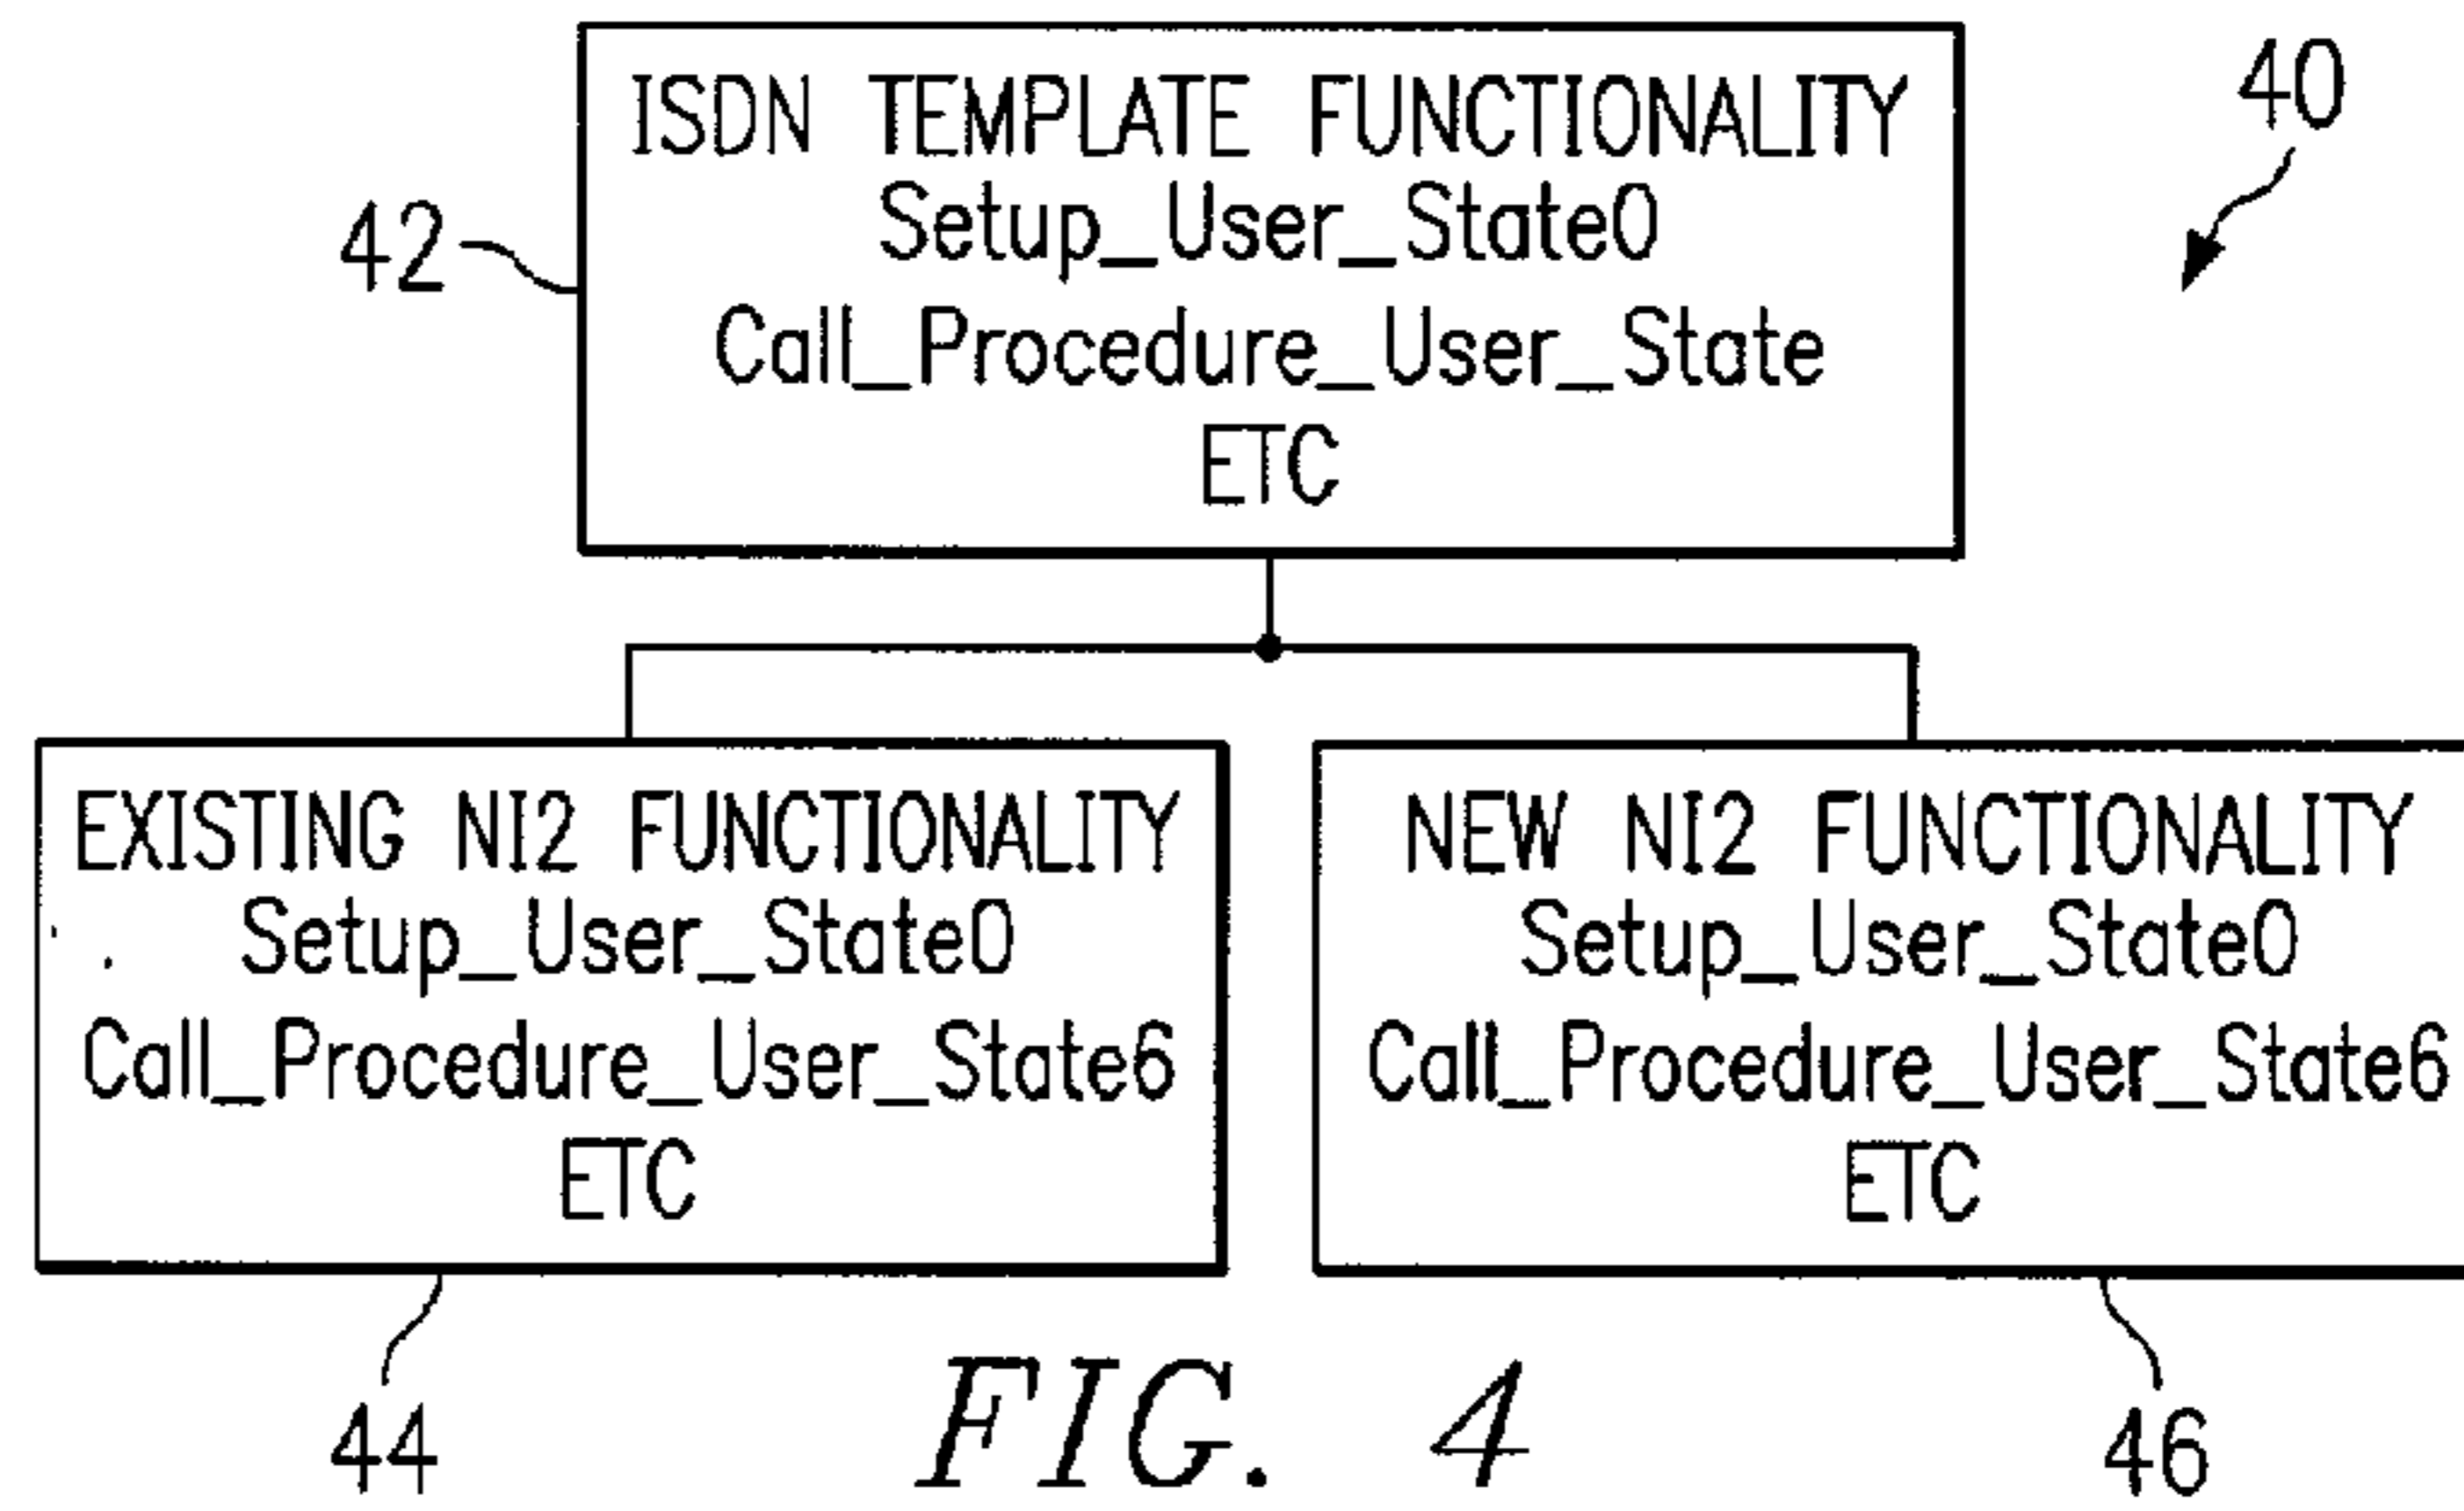 ISDN TEMPLATE FUNCTIONALITY
Setup_User_State0
Call_Procedure_User_State
ETC
40
42
EXISTING NI2 FUNCTIONALITY
Setup_User_State0
Call_Procedure_User_State6
ETC
NEW NI2 FUNCTIONALITY
Setup_User_State0
Call_Procedure_User_State6
ETC
44
46
FIG. 4